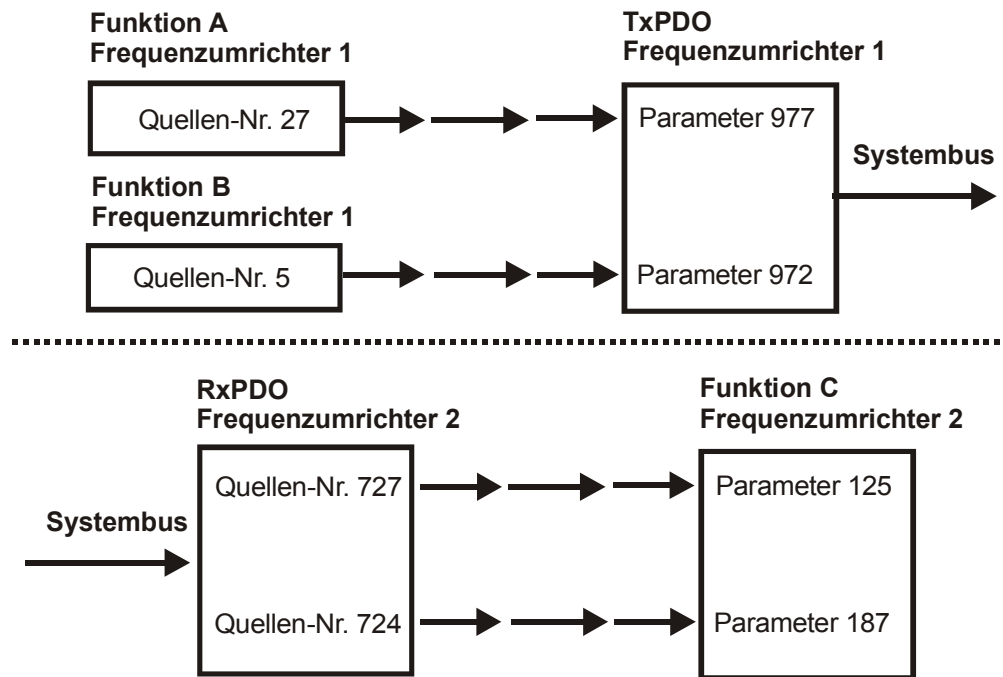 Funktion A
Frequenzumrichter 1
Quellen-Nr. 27
Funktion B
Frequenzumrichter 1
Quellen-Nr. 5
TxPDO
Frequenzumrichter 1
Parameter 977
Parameter 972
Systembus
RxPDO
Frequenzumrichter 2
Systembus
Quellen-Nr. 727
Quellen-Nr. 724
Funktion C
Frequenzumrichter 2
Parameter 125
Parameter 187